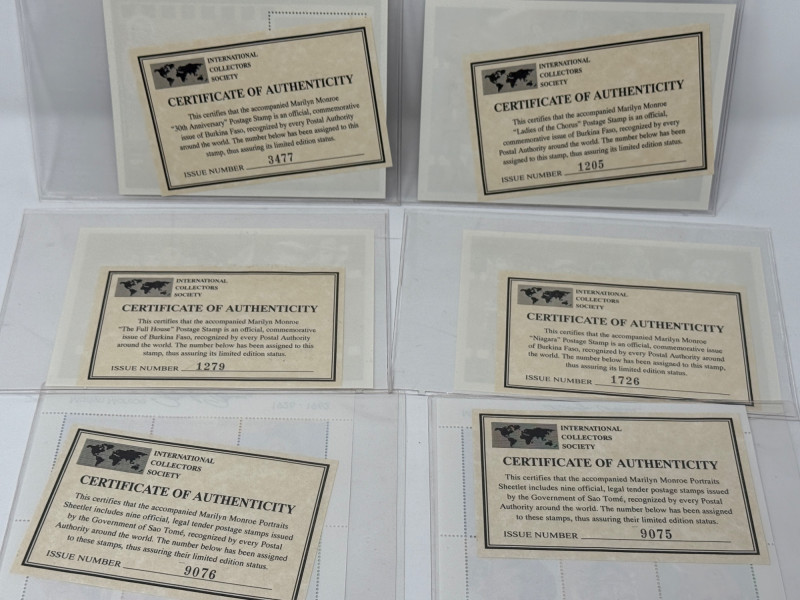 INTERNATIONAL
COLLECTORS
SOCIETY
CERTIFICATE OF AUTHENTICITY
This certifies that the accompanied Marilyn Monroe
"30th Anniversary" Postage Stamp is an official, commemorative
issue of Burkina Faso, recognized by every Postal Authority
around the world. The number below has been assigned to this
stamp, thus assuring its limited edition status.
ISSUE NUMBER 3477
INTERNATIONAL
COLLECTORS
SOCIETY
CERTIFICATE OF AUTHENTICITY
This certifies that the accompanied Marilyn Monroe
"Ladies of the Chorus" Postage Stamp is an official,
commemorative issue of Burkina Faso, recognized by every
Postal Authority around the world. The number below has been
assigned to this stamp, thus assuring its limited edition status.
ISSUE NUMBER 1205
INTERNATIONAL
COLLECTORS
SOCIETY
CERTIFICATE OF AUTHENTICITY
This certifies that the accompanied Marilyn Monroe
"The Full House" Postage Stamp is an official, commemorative
issue of Burkina Faso, recognized by every Postal Authority
around the world. The number below has been assigned to this
stamp, thus assuring its limited edition status.
ISSUE NUMBER 1279
INTERNATIONAL
COLLECTORS
SOCIETY
CERTIFICATE OF AUTHENTICITY
This certifies that the accompanied Marilyn Monroe
"Niagara" Postage Stamp is an official, commemorative issue
of Burkina Faso, recognized by every Postal Authority around
the world. The number below has been assigned to this stamp,
thus assuring its limited edition status.
ISSUE NUMBER 1726
INTERNATIONAL
COLLECTORS
SOCIETY
CERTIFICATE OF AUTHENTICITY
This certifies that the accompanied Marilyn Monroe Portraits
Sheetlet includes nine official, legal tender postage stamps issued
by the Government of Sao Tomé, recognized by every Postal
Authority around the world. The number below has been assigned
to these stamps, thus assuring their limited edition status.
ISSUE NUMBER 9076
INTERNATIONAL
COLLECTORS
SOCIETY
CERTIFICATE OF AUTHENTICITY
This certifies that the accompanied Marilyn Monroe Portraits
Sheetlet includes nine official, legal tender postage stamps issued
by the Government of Sao Tomé, recognized by every Postal
Authority around the world. The number below has been assigned
to these stamps, thus assuring their limited edition status.
ISSUE NUMBER 9075